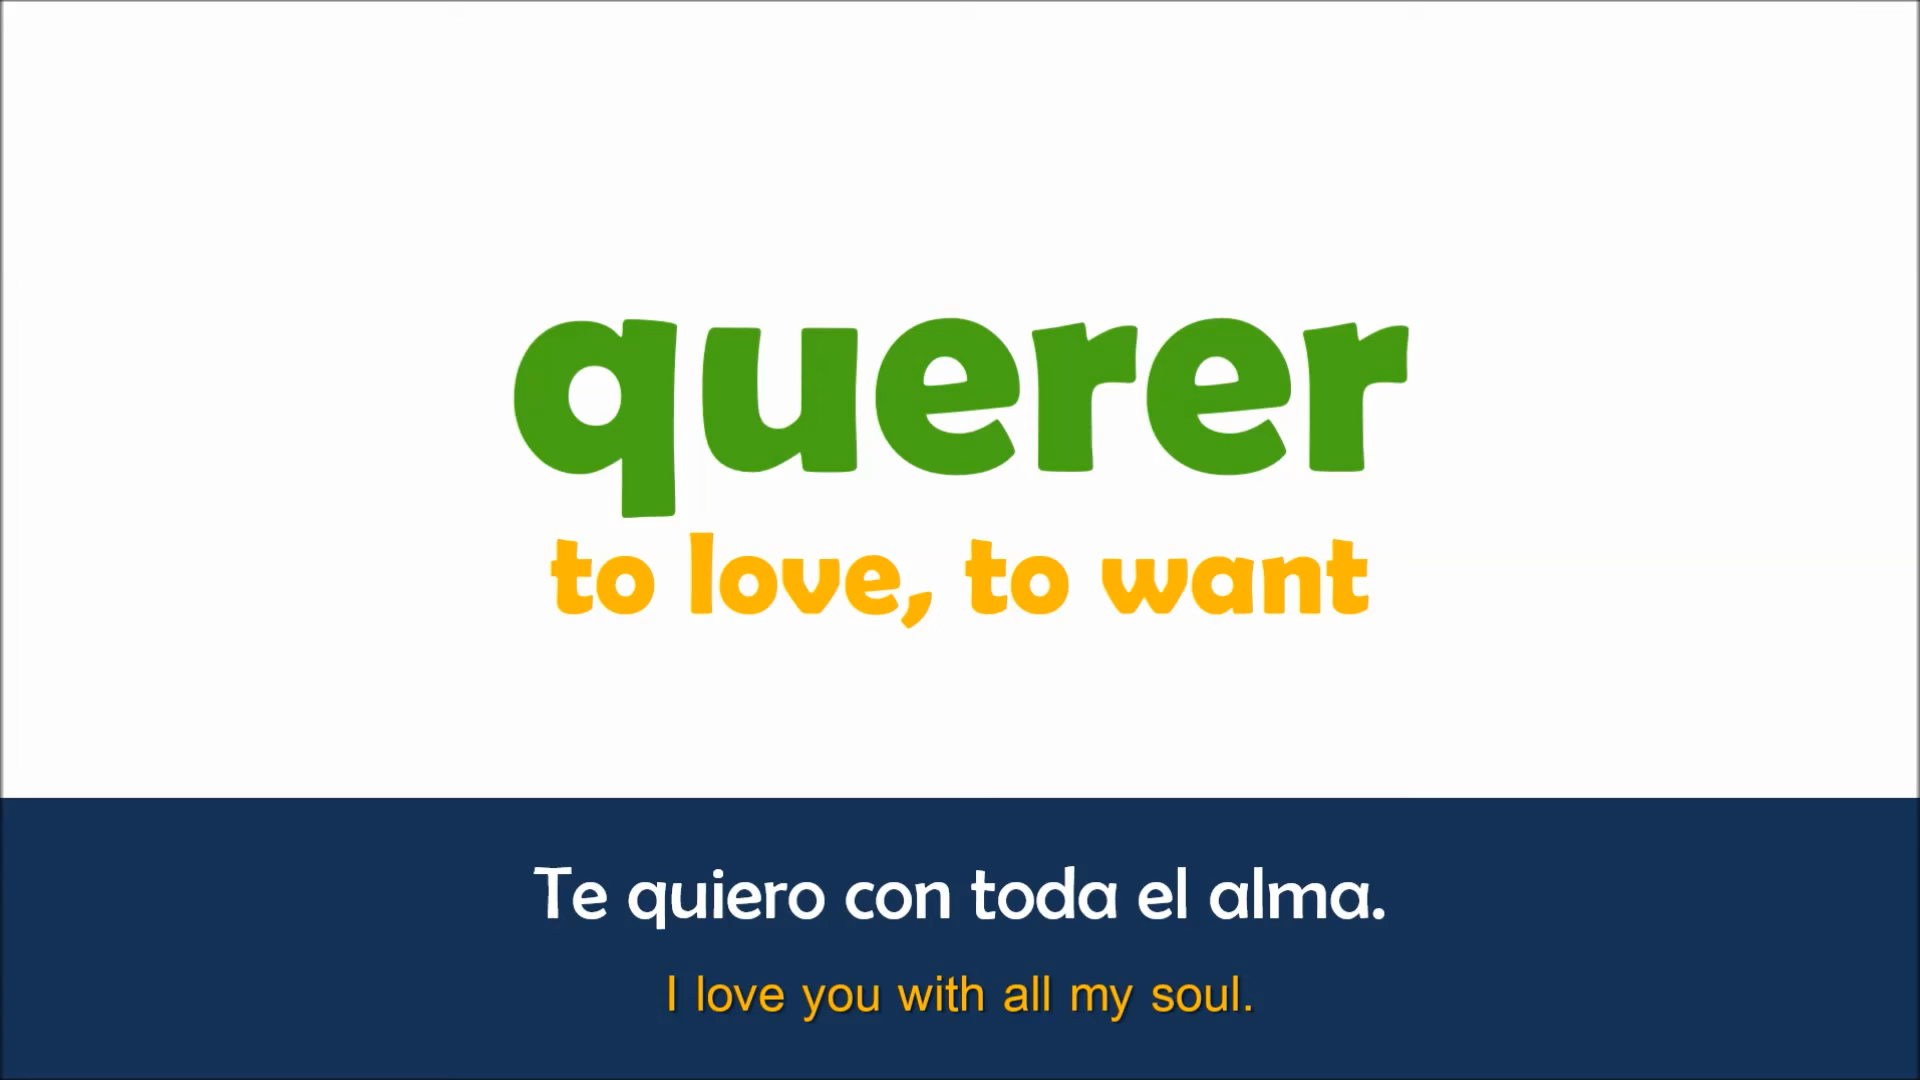 querer
to love, to want
Te quiero con toda el alma.
I love you with all my soul.